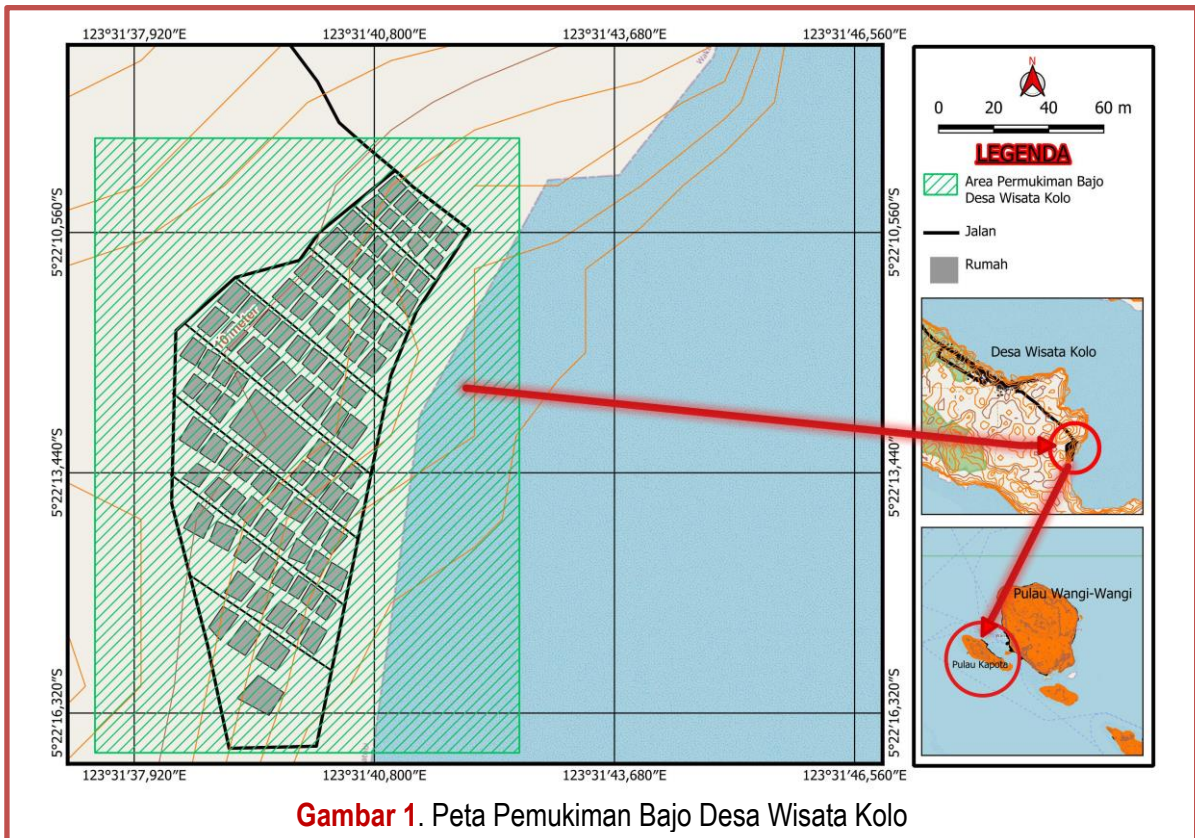 123°31'37,920"E 123°31'40,800"E 123°31'43,680"E 123°31'46,560"E
5°22'10,560"S
5°22'13,440"S
5°22'16,320"S
10 meter
5°22'10,560"S
5°22'13,440"S
5°22'16,320"S
123°31'37,920"E 123°31'40,800"E 123°31'43,680"E 123°31'46,560"E
N
0 20 40 60 m
LEGENDA
Area Permukiman Bajo
Desa Wisata Kolo
Jalan
Rumah
Desa Wisata Kolo
Pulau Wangi-Wangi
Pulau Kapota
Gambar 1. Peta Pemukiman Bajo Desa Wisata Kolo